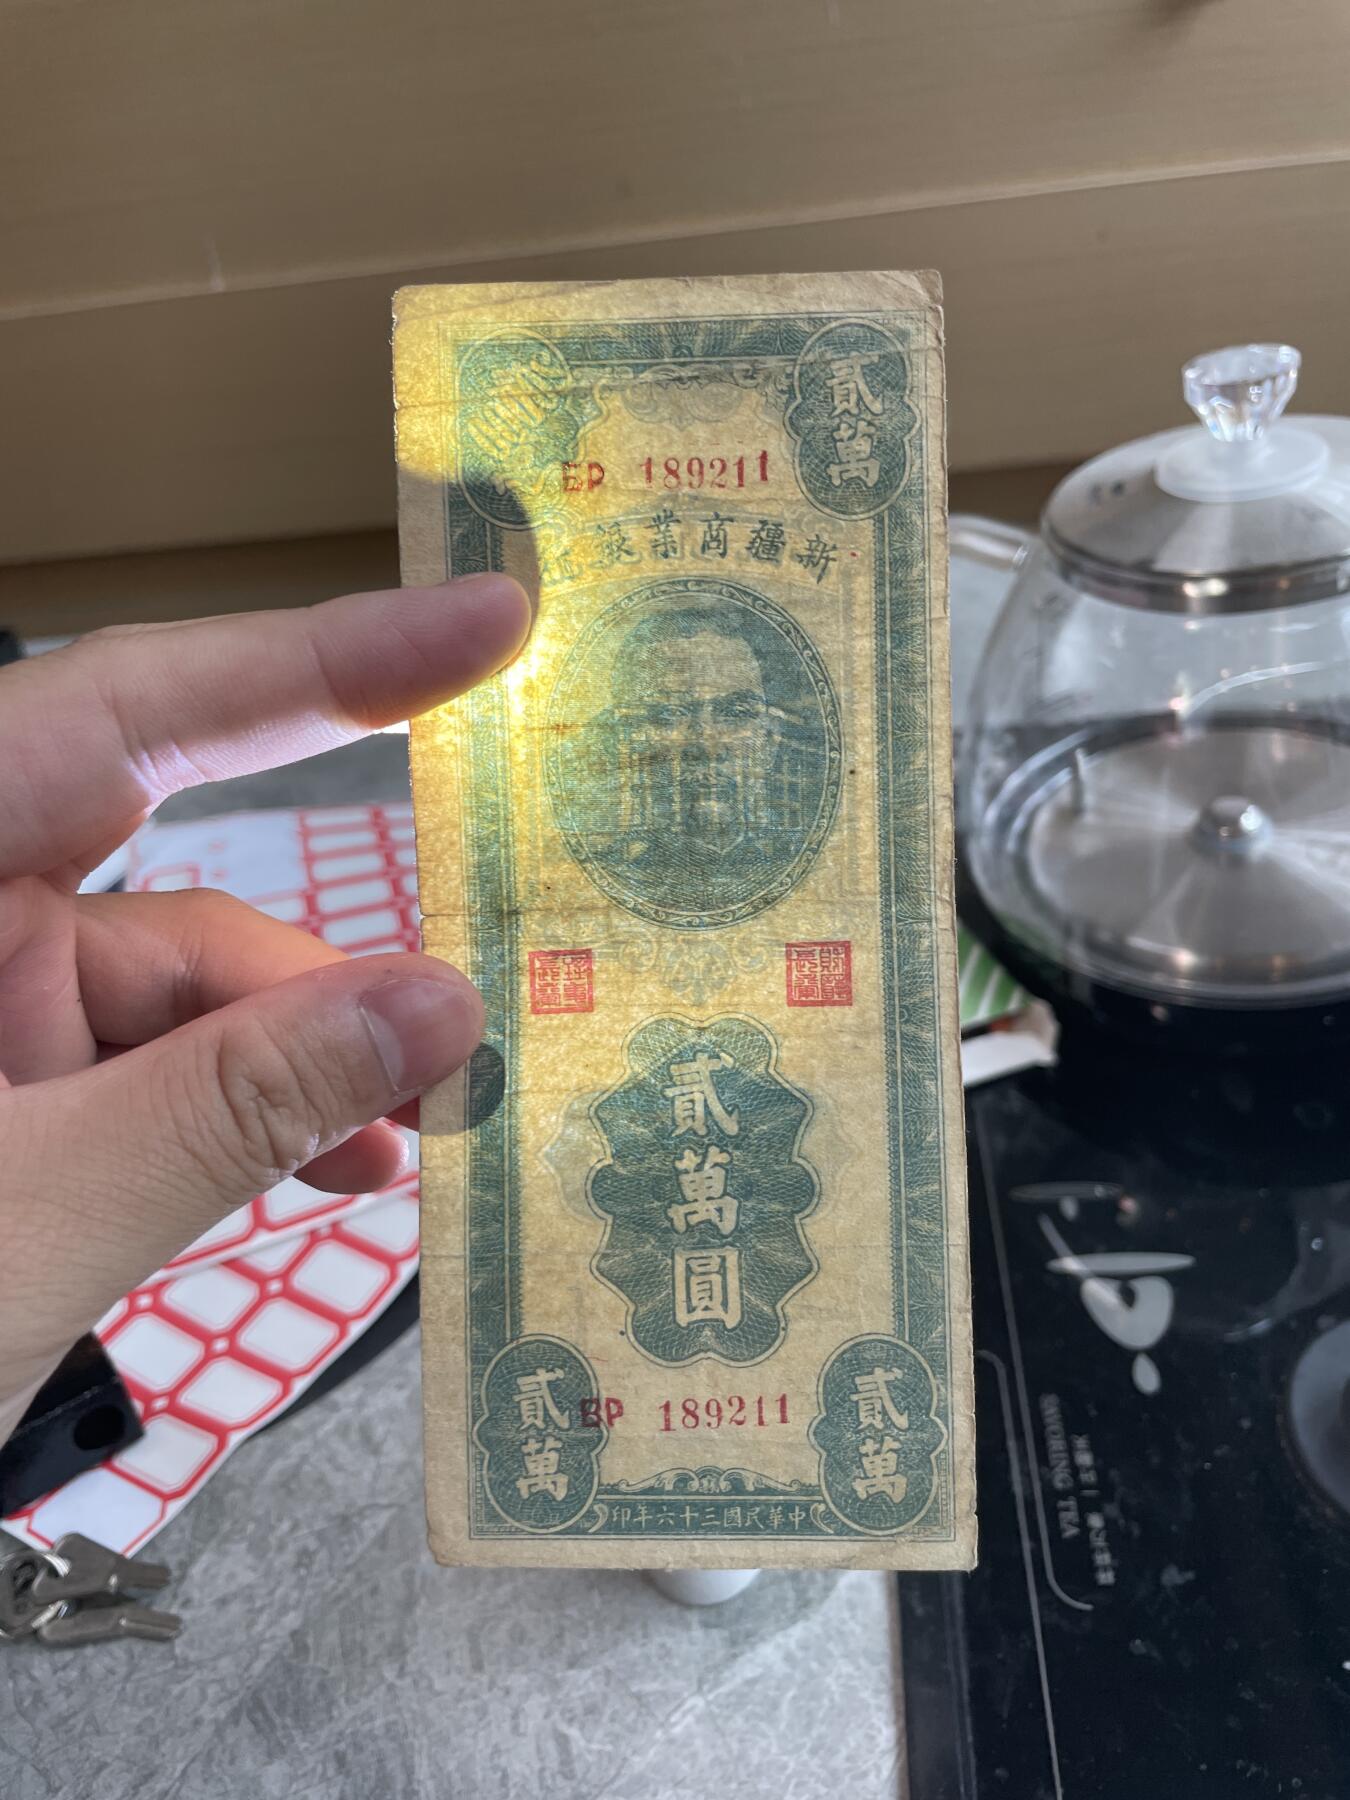 貳萬
BP 189211
新疆商業銀行
貳萬圓
貳萬
BP 189211
貳萬
中華民國三十六年印